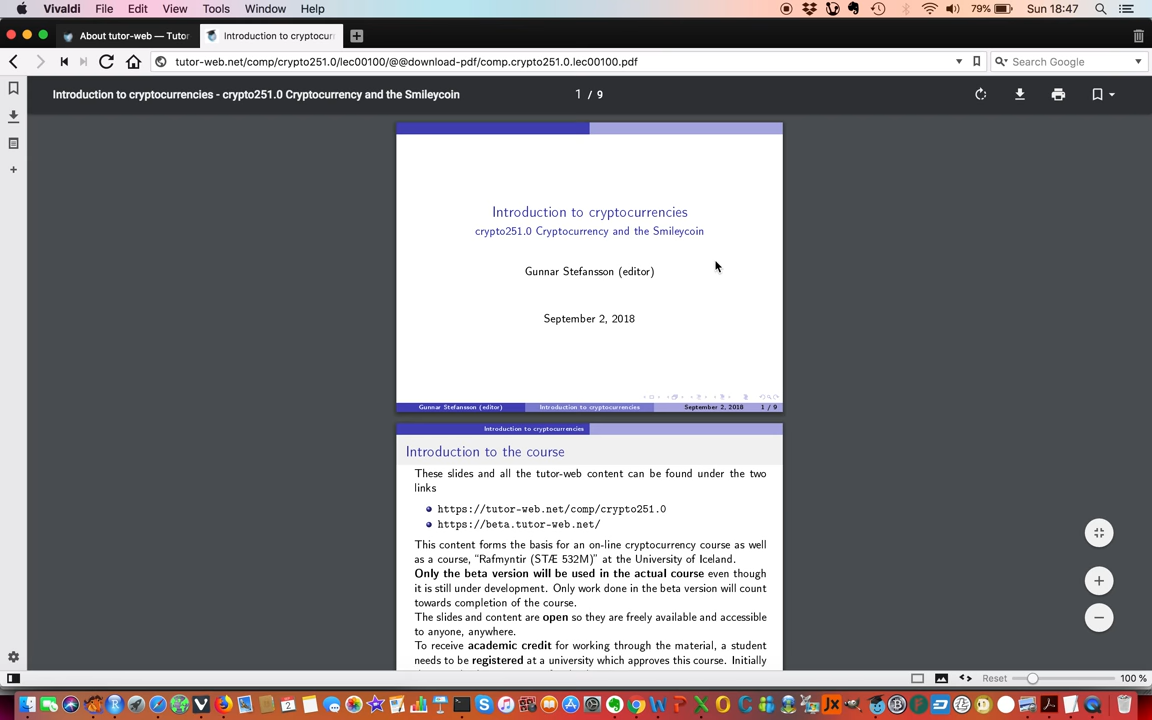 Vivaldi File Edit View Tools Window Help
79% Sun 18:47
About tutor-web — Tutor
Introduction to cryptocurr
tutor-web.net/comp/crypto251.0/lec00100/@@download-pdf/comp.crypto251.0.lec00100.pdf
Search Google
Introduction to cryptocurrencies - crypto251.0 Cryptocurrency and the Smileycoin
1 / 9
Introduction to cryptocurrencies
crypto251.0 Cryptocurrency and the Smileycoin
Gunnar Stefansson (editor)
September 2, 2018
Gunnar Stefansson (editor) Introduction to cryptocurrencies September 2, 2018 1 / 9
Introduction to cryptocurrencies
Introduction to the course
These slides and all the tutor-web content can be found under the two
links
https://tutor-web.net/comp/crypto251.0
https://beta.tutor-web.net/
This content forms the basis for an on-line cryptocurrency course as well
as a course, "Rafmyntir (STÆ 532M)" at the University of Iceland.
Only the beta version will be used in the actual course even though
it is still under development. Only work done in the beta version will count
towards completion of the course.
The slides and content are open so they are freely available and accessible
to anyone, anywhere.
To receive academic credit for working through the material, a student
needs to be registered at a university which approves this course. Initially
Reset 100 %